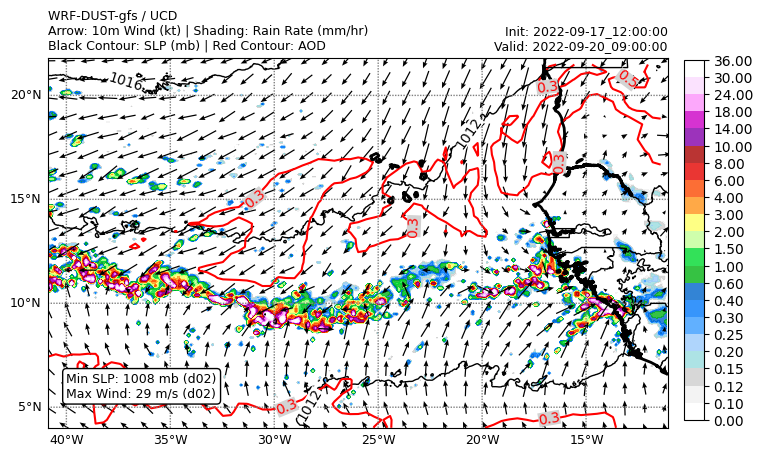 WRF-DUST-gfs / UCD
Arrow: 10m Wind (kt) | Shading: Rain Rate (mm/hr)
Black Contour: SLP (mb) | Red Contour: AOD
Init: 2022-09-17_12:00:00
Valid: 2022-09-20_09:00:00
20°N
15°N
10°N
5°N
40°W
35°W
30°W
25°W
20°W
15°W
1016
1012
1012
0.3
0.5
0.3
0.3
0.3
0.3
0.3
Min SLP: 1008 mb (d02)
Max Wind: 29 m/s (d02)
36.00
30.00
24.00
18.00
14.00
10.00
8.00
6.00
4.00
3.00
2.00
1.50
1.00
0.60
0.40
0.30
0.25
0.20
0.15
0.12
0.10
0.00